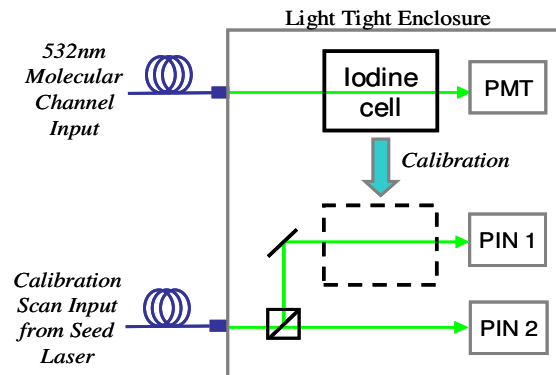 Light Tight Enclosure
532nm
Molecular
Channel
Input
Iodine
cell
PMT
Calibration
PIN 1
Calibration
Scan Input
from Seed
Laser
PIN 2